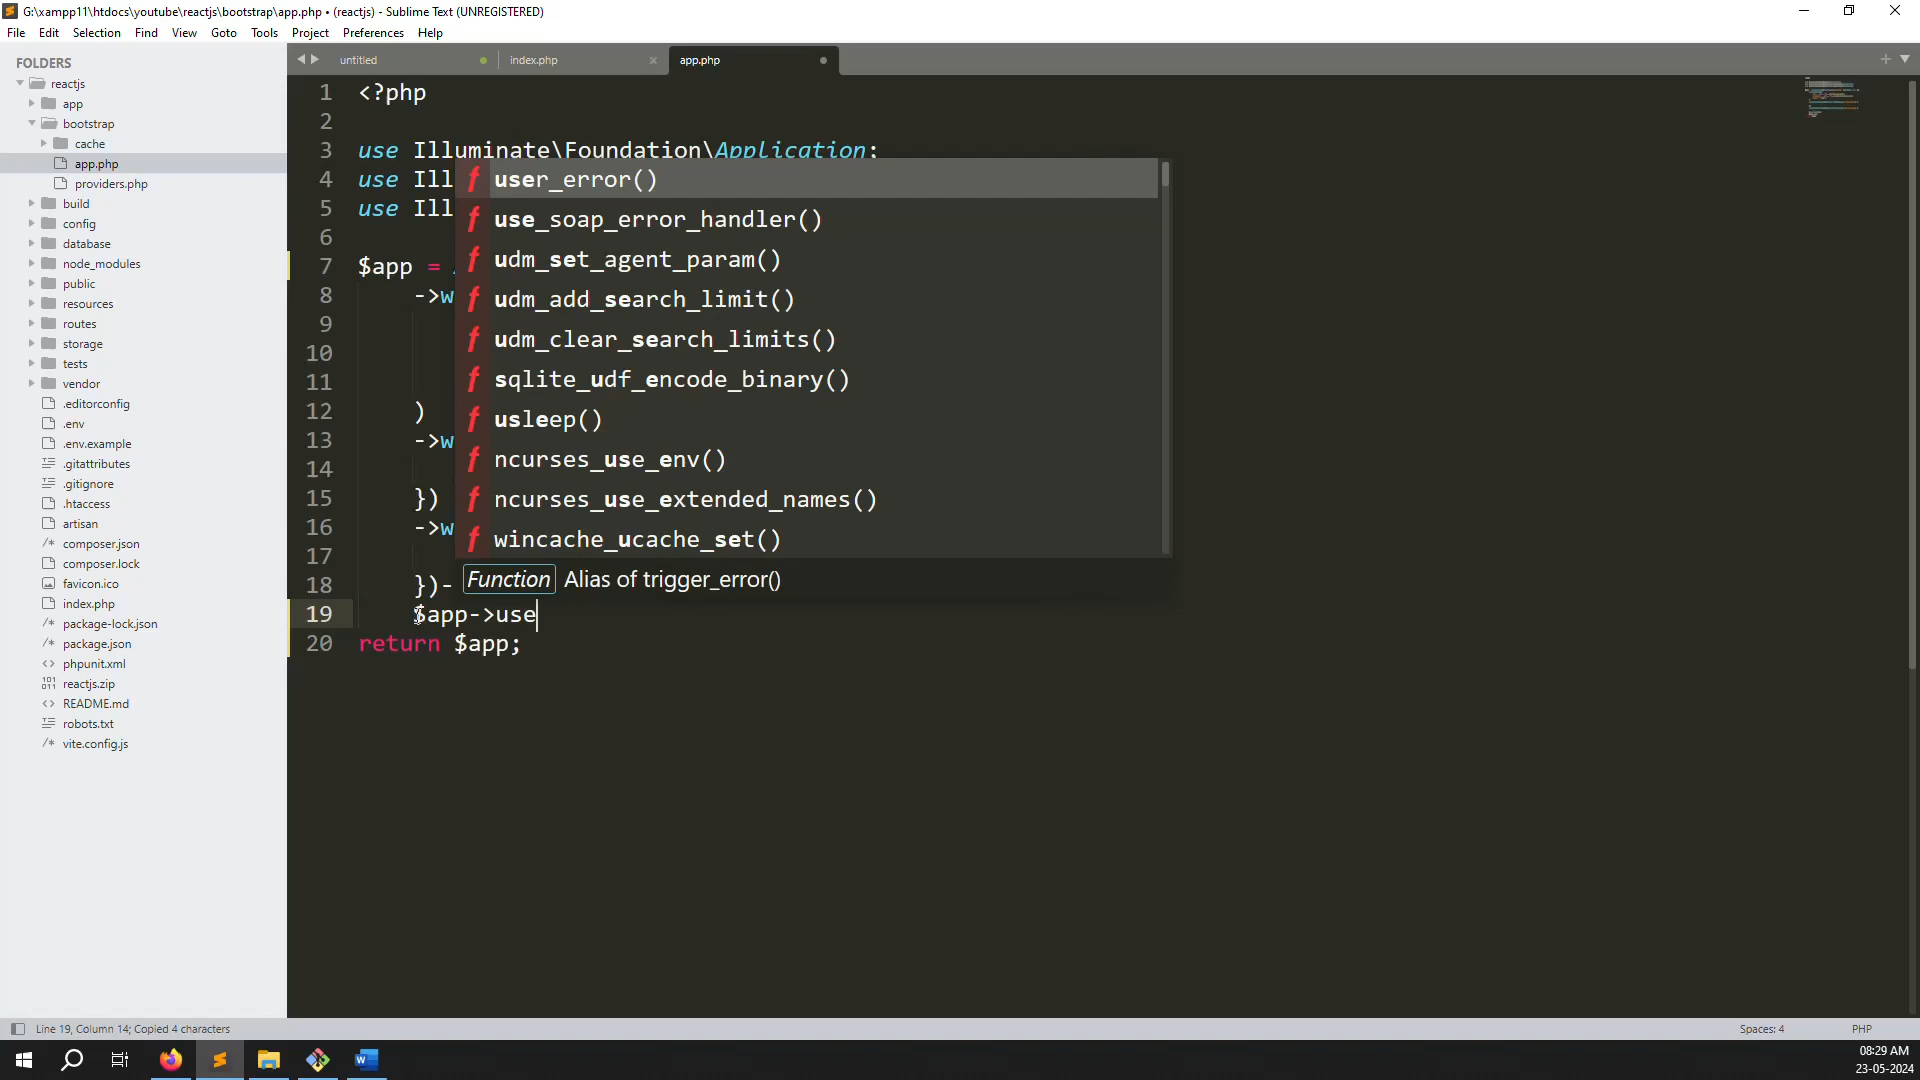 G:\xampp11\htdocs\youtube\reactjs\bootstrap\app.php • (reactjs) - Sublime Text (UNREGISTERED)
File Edit Selection Find View Goto Tools Project Preferences Help
FOLDERS
reactjs
app
bootstrap
cache
app.php
providers.php
build
config
database
node_modules
public
resources
routes
storage
tests
vendor
.editorconfig
.env
.env.example
.gitattributes
.gitignore
.htaccess
artisan
composer.json
composer.lock
favicon.ico
index.php
package-lock.json
package.json
phpunit.xml
reactjs.zip
README.md
robots.txt
vite.config.js
untitled index.php app.php
1 <?php
2
3 use Illuminate\Foundation\Application;
4 use Ill
5 use Ill
6
7 $app =
8 ->w
9
10
11
12 )
13 ->w
14
15 })
16 ->w
17
18 })-
19 $app->use
20 return $app;
f user_error()
f use_soap_error_handler()
f udm_set_agent_param()
f udm_add_search_limit()
f udm_clear_search_limits()
f sqlite_udf_encode_binary()
f usleep()
f ncurses_use_env()
f ncurses_use_extended_names()
f wincache_ucache_set()
Function Alias of trigger_error()
Line 19, Column 14; Copied 4 characters
Spaces: 4 PHP
08:29 AM
23-05-2024